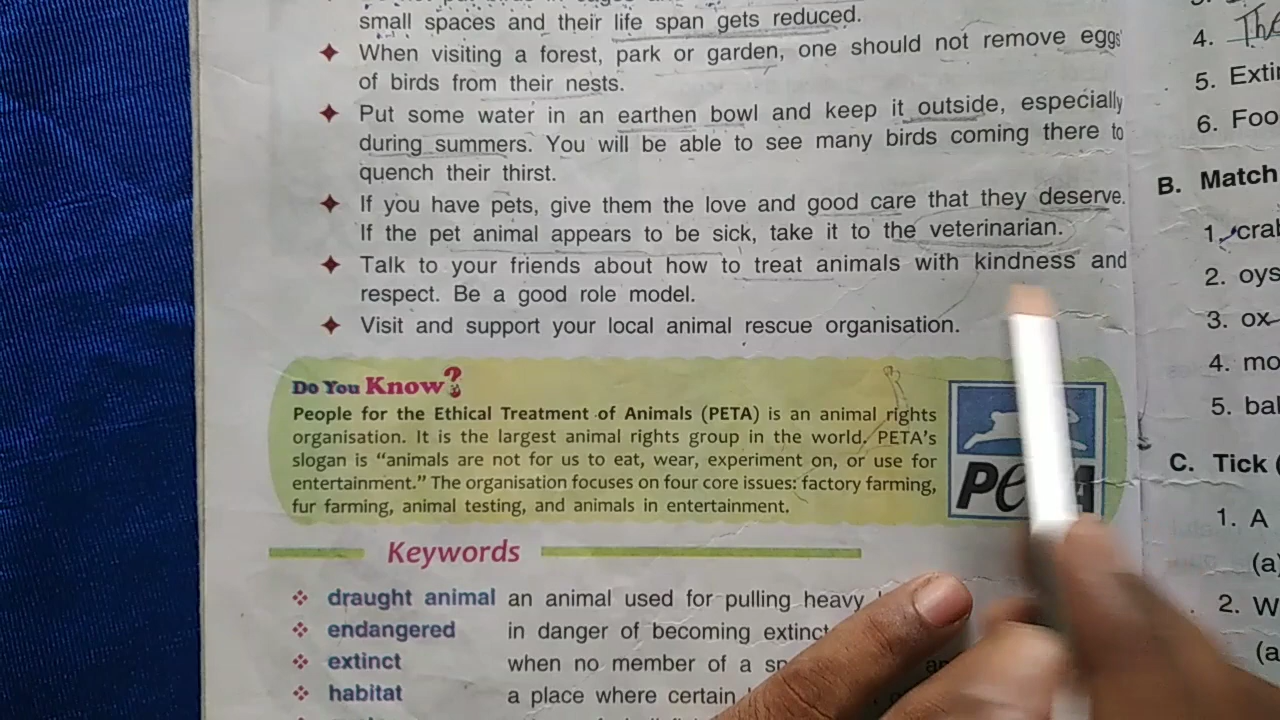 small spaces and their life span gets reduced.
When visiting a forest, park or garden, one should not remove eggs
of birds from their nests.
Put some water in an earthen bowl and keep it outside, especially
during summers. You will be able to see many birds coming there to
quench their thirst.
If you have pets, give them the love and good care that they deserve.
If the pet animal appears to be sick, take it to the veterinarian.
Talk to your friends about how to treat animals with kindness and
respect. Be a good role model.
Visit and support your local animal rescue organisation.
Do You Know?
People for the Ethical Treatment of Animals (PETA) is an animal rights
organisation. It is the largest animal rights group in the world. PETA's
slogan is “animals are not for us to eat, wear, experiment on, or use for
entertainment.” The organisation focuses on four core issues: factory farming,
fur farming, animal testing, and animals in entertainment.
PeTA
Keywords
draught animal an animal used for pulling heavy
endangered in danger of becoming extinct
extinct when no member of a
habitat a place where certain
4. The
5.
6.
B. Match
1.
2.
3. ox
4.
5.
C. Tick (
1. A
(a)
2.
(a